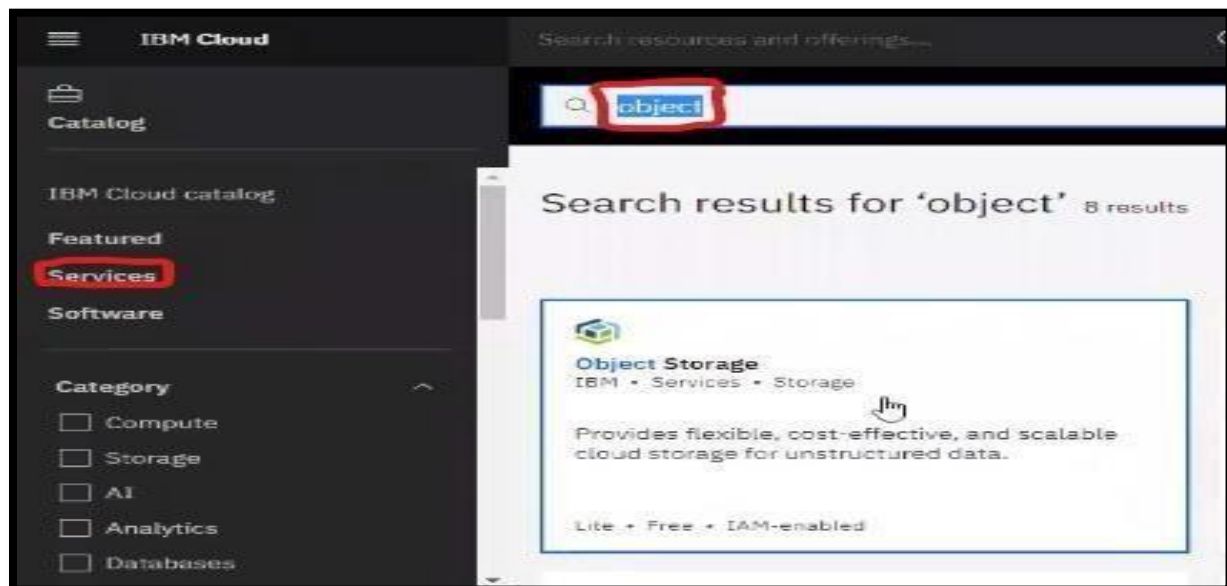 IBM Cloud
Search resources and offerings...
Catalog
object
IBM Cloud catalog
Search results for ‘object’ 8 results
Featured
Services
Software
Object Storage
IBM • Services • Storage
Category
Compute
Provides flexible, cost-effective, and scalable
cloud storage for unstructured data.
Storage
AI
Analytics
Lite • Free • IAM-enabled
Databases